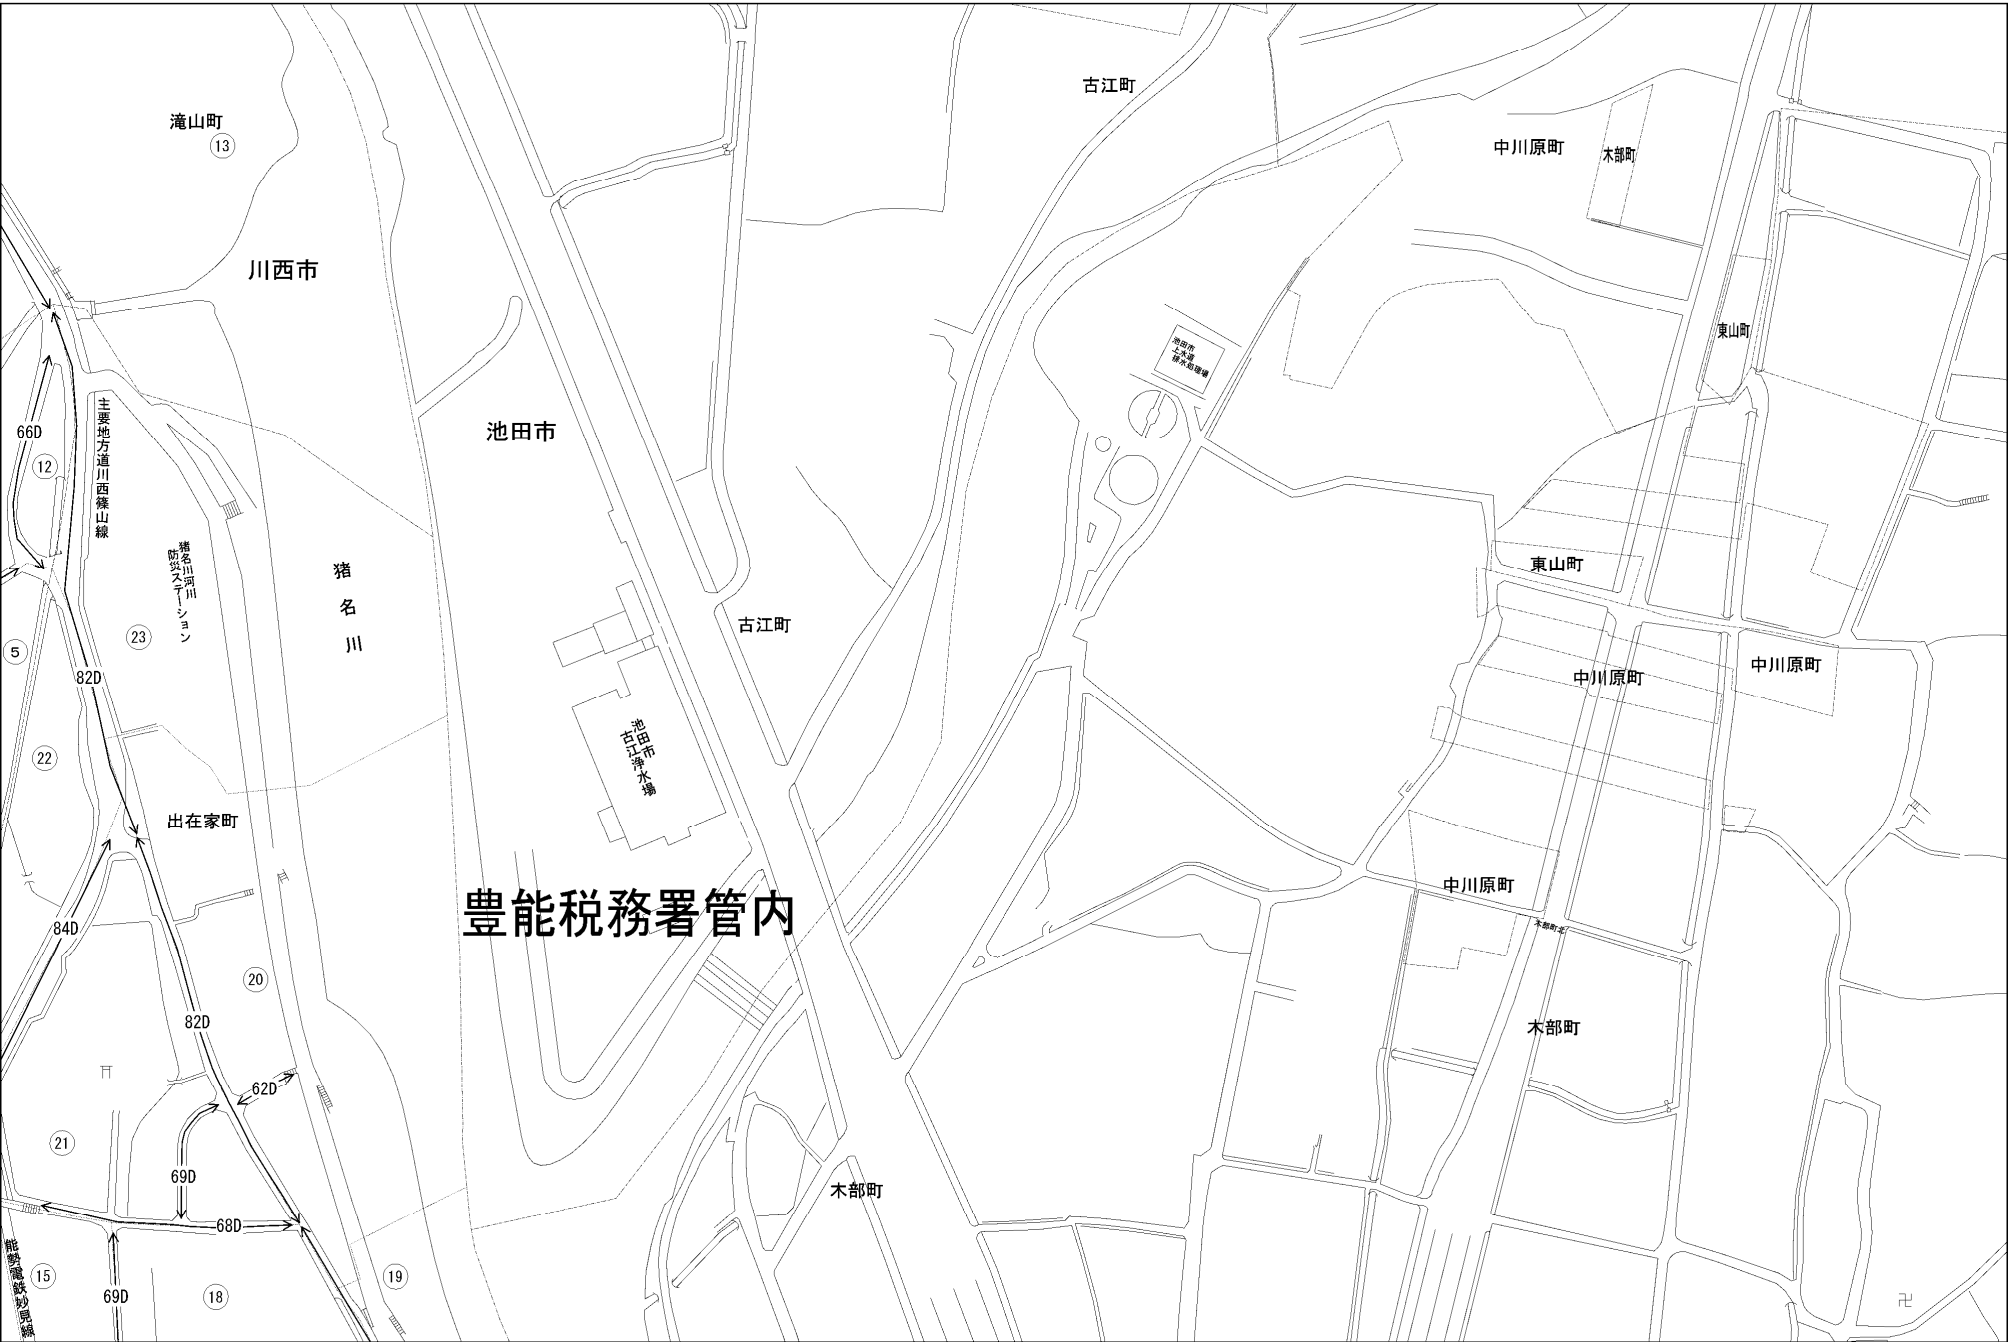 古江町
滝山町
13
中川原町
木部町
川西市
東山町
池田市
上水道
排水処理場
66D
12
主要地方道川西篠山線
池田市
猪名川河川
防災ステーション
猪名川
東山町
23
5
古江町
82D
中川原町
中川原町
22
池田市
古江浄水場
出在家町
中川原町
84D
豊能税務署管内
木部町北
20
82D
木部町
62D
21
69D
木部町
68D
能勢電鉄妙見線
15
69D
18
19